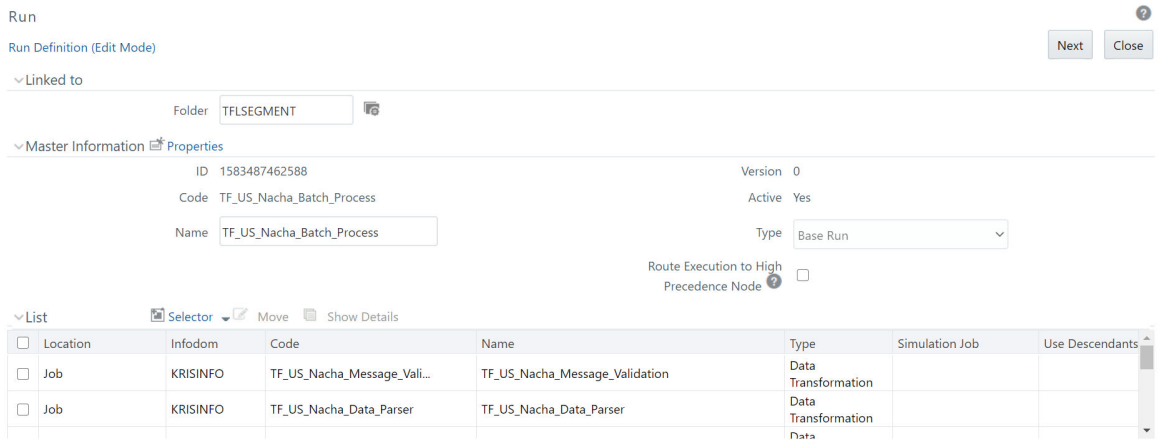 Run
Run Definition (Edit Mode)
Next Close
Linked to
Folder TFLSEGMENT
Master Information Properties
ID 1583487462588 Version 0
Code TF_US_Nacha_Batch_Process Active Yes
Name TF_US_Nacha_Batch_Process Type Base Run
Route Execution to High
Precedence Node ?
List Selector Move Show Details
Location Infodom Code Name Type Simulation Job Use Descendants
Job KRISINFO TF_US_Nacha_Message_Vali... TF_US_Nacha_Message_Validation Data
Transformation
Job KRISINFO TF_US_Nacha_Data_Parser TF_US_Nacha_Data_Parser Data
Transformation
Data